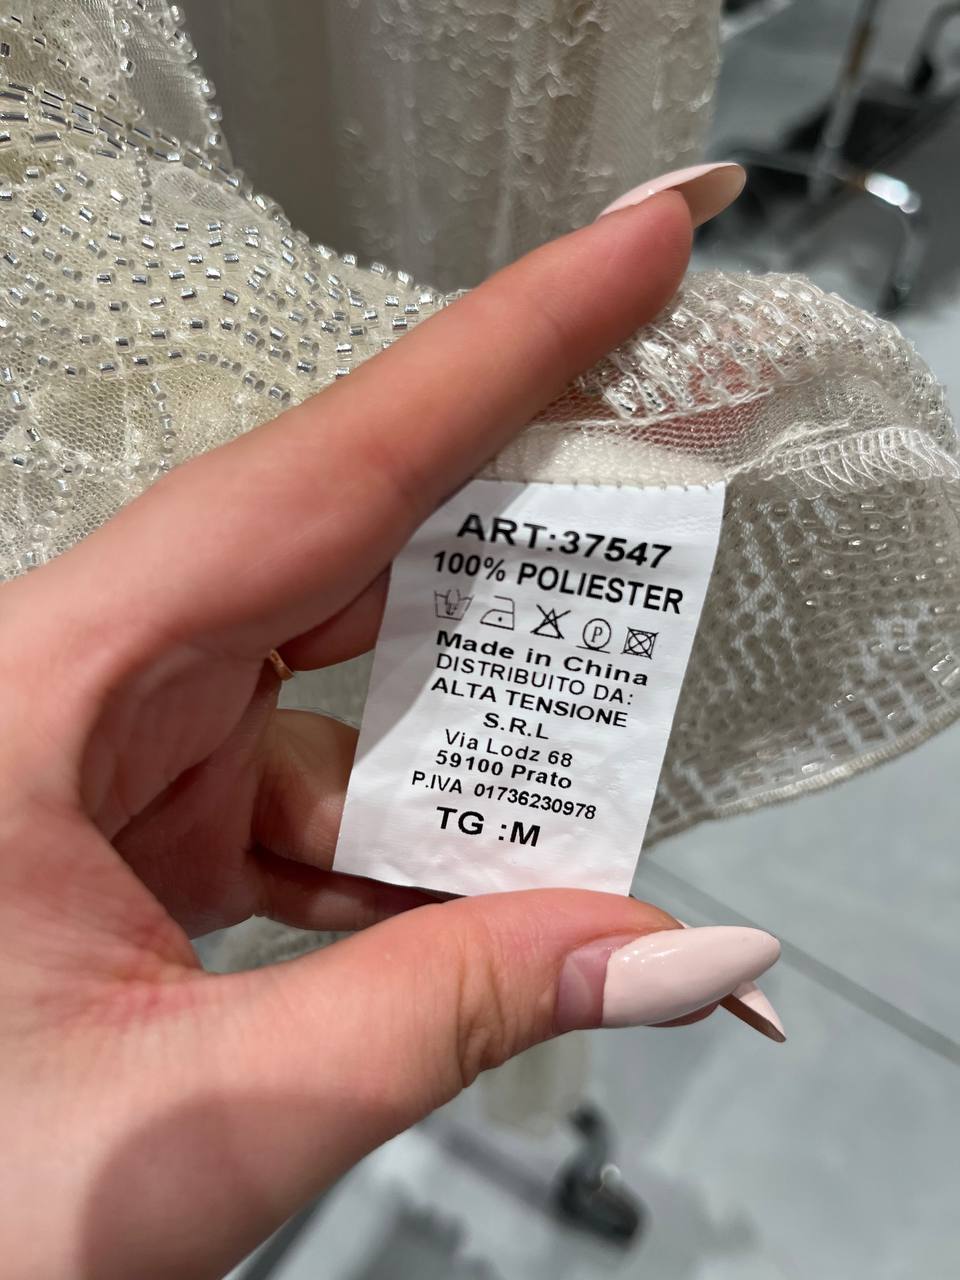 ART:37547
100% POLIESTER
P
Made in China
DISTRIBUITO DA:
ALTA TENSIONE
S.R.L
Via Lodz 68
59100 Prato
P.IVA 01736230978
TG :M